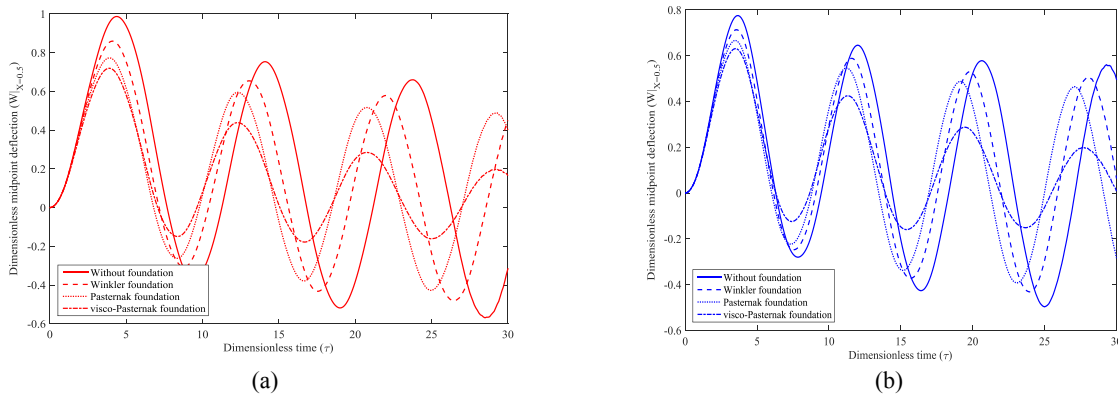 1
0.8
0.6
0.4
0.2
0
-0.2
-0.4
-0.6
Dimensionless midpoint deflection (W|X=0.5)
Without foundation
Winkler foundation
Pasternak foundation
visco-Pasternak foundation
0 5 10 15 20 25 30
Dimensionless time (τ)
(a)
0.8
0.6
0.4
0.2
0
-0.2
-0.4
-0.6
Dimensionless midpoint deflection (W|X=0.5)
Without foundation
Winkler foundation
Pasternak foundation
visco-Pasternak foundation
0 5 10 15 20 25 30
Dimensionless time (τ)
(b)